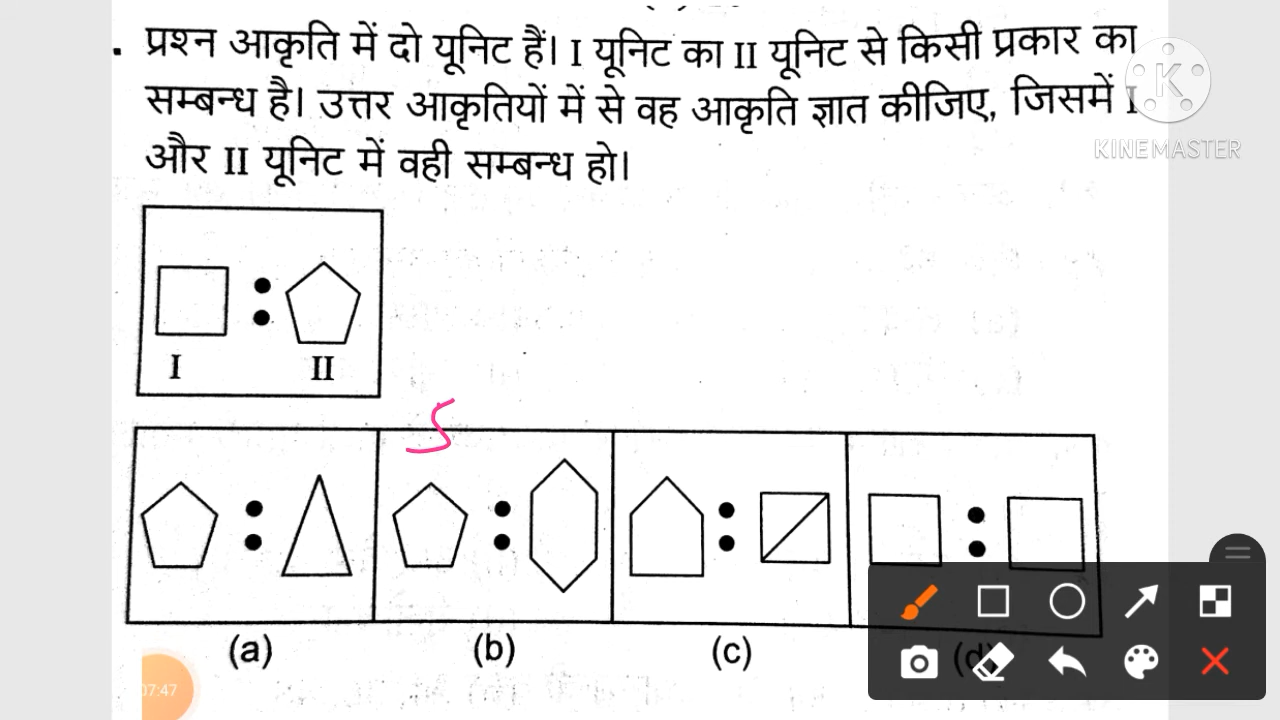 . प्रश्न आकृति में दो यूनिट हैं। I यूनिट का II यूनिट से किसी प्रकार का
सम्बन्ध है। उत्तर आकृतियों में से वह आकृति ज्ञात कीजिए, जिसमें I
और II यूनिट में वही सम्बन्ध हो।
K
KINEMASTER
I II
5
(a) (b) (c) (d)
07:47